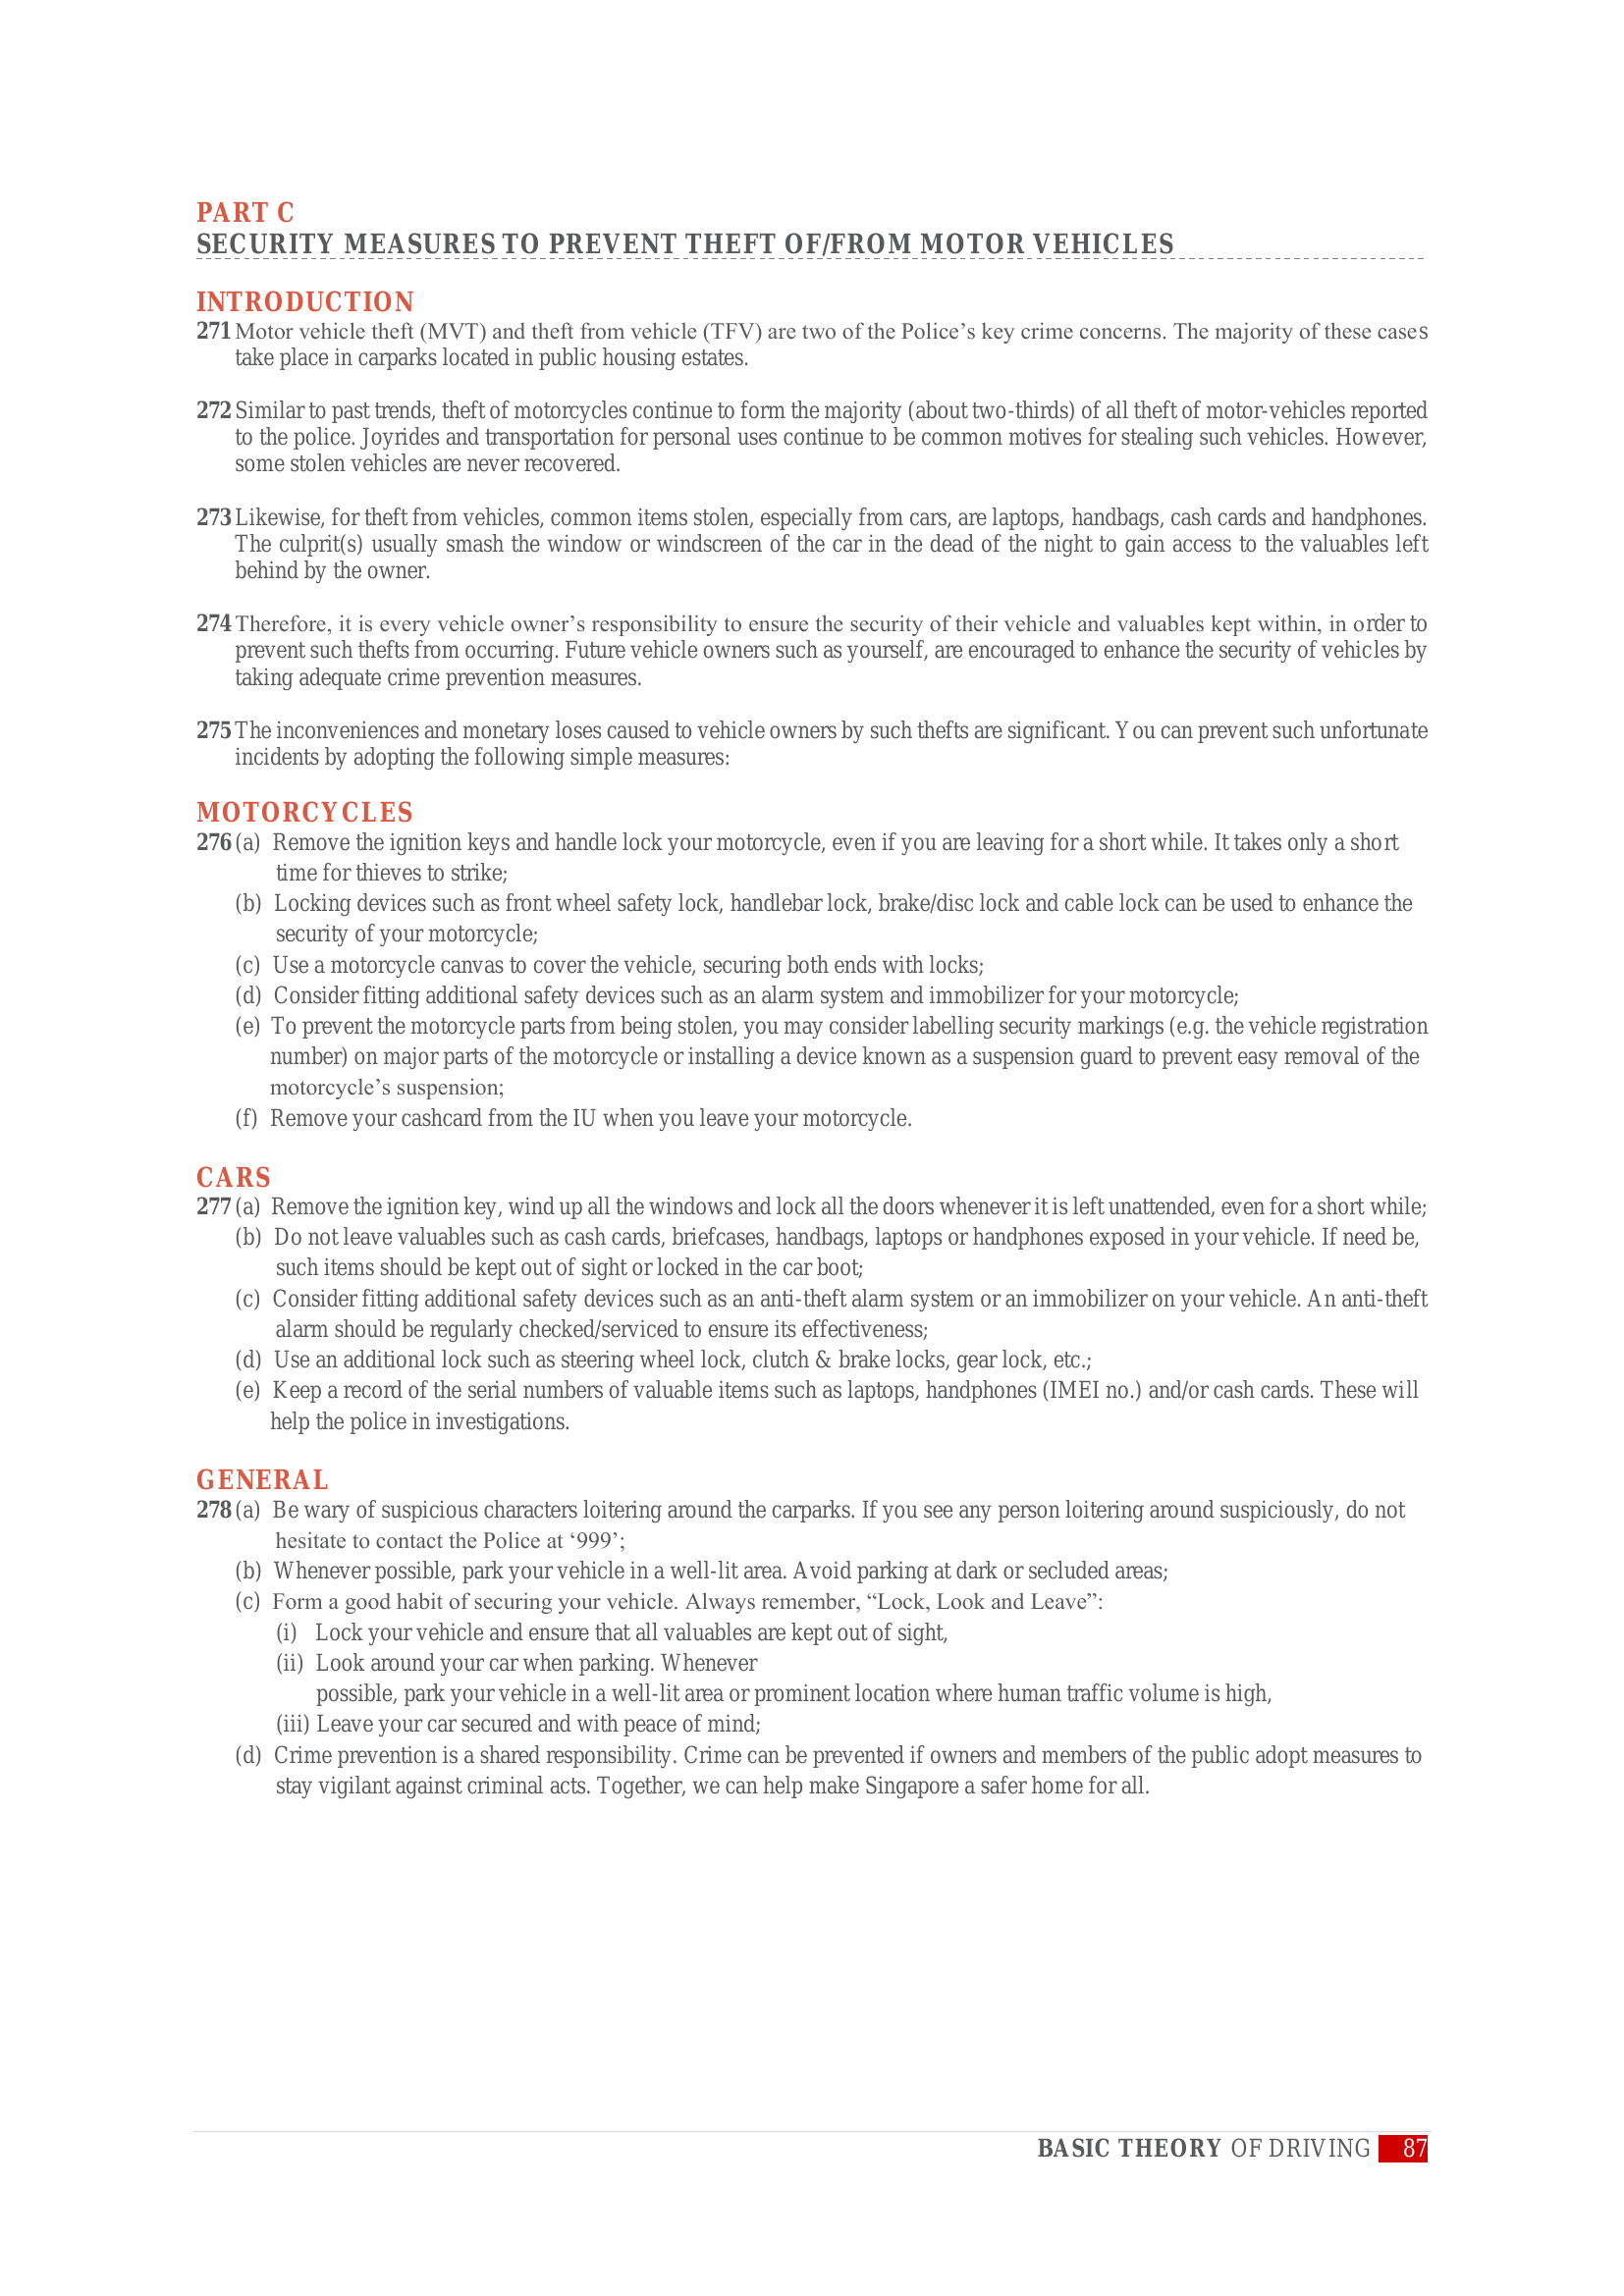 PART C
SECURITY MEASURES TO PREVENT THEFT OF/FROM MOTOR VEHICLES
INTRODUCTION
271 Motor vehicle theft (MVT) and theft from vehicle (TFV) are two of the Police’s key crime concerns. The majority of these cases
take place in carparks located in public housing estates.
272 Similar to past trends, theft of motorcycles continue to form the majority (about two-thirds) of all theft of motor-vehicles reported
to the police. Joyrides and transportation for personal uses continue to be common motives for stealing such vehicles. However,
some stolen vehicles are never recovered.
273 Likewise, for theft from vehicles, common items stolen, especially from cars, are laptops, handbags, cash cards and handphones.
The culprit(s) usually smash the window or windscreen of the car in the dead of the night to gain access to the valuables left
behind by the owner.
274 Therefore, it is every vehicle owner’s responsibility to ensure the security of their vehicle and valuables kept within, in order to
prevent such thefts from occurring. Future vehicle owners such as yourself, are encouraged to enhance the security of vehicles by
taking adequate crime prevention measures.
275 The inconveniences and monetary loses caused to vehicle owners by such thefts are significant. You can prevent such unfortunate
incidents by adopting the following simple measures:
MOTORCYCLES
276 (a) Remove the ignition keys and handle lock your motorcycle, even if you are leaving for a short while. It takes only a short
time for thieves to strike;
(b) Locking devices such as front wheel safety lock, handlebar lock, brake/disc lock and cable lock can be used to enhance the
security of your motorcycle;
(c) Use a motorcycle canvas to cover the vehicle, securing both ends with locks;
(d) Consider fitting additional safety devices such as an alarm system and immobilizer for your motorcycle;
(e) To prevent the motorcycle parts from being stolen, you may consider labelling security markings (e.g. the vehicle registration
number) on major parts of the motorcycle or installing a device known as a suspension guard to prevent easy removal of the
motorcycle’s suspension;
(f) Remove your cashcard from the IU when you leave your motorcycle.
CARS
277 (a) Remove the ignition key, wind up all the windows and lock all the doors whenever it is left unattended, even for a short while;
(b) Do not leave valuables such as cash cards, briefcases, handbags, laptops or handphones exposed in your vehicle. If need be,
such items should be kept out of sight or locked in the car boot;
(c) Consider fitting additional safety devices such as an anti-theft alarm system or an immobilizer on your vehicle. An anti-theft
alarm should be regularly checked/serviced to ensure its effectiveness;
(d) Use an additional lock such as steering wheel lock, clutch & brake locks, gear lock, etc.;
(e) Keep a record of the serial numbers of valuable items such as laptops, handphones (IMEI no.) and/or cash cards. These will
help the police in investigations.
GENERAL
278 (a) Be wary of suspicious characters loitering around the carparks. If you see any person loitering around suspiciously, do not
hesitate to contact the Police at ‘999’;
(b) Whenever possible, park your vehicle in a well-lit area. Avoid parking at dark or secluded areas;
(c) Form a good habit of securing your vehicle. Always remember, “Lock, Look and Leave”:
(i) Lock your vehicle and ensure that all valuables are kept out of sight,
(ii) Look around your car when parking. Whenever
possible, park your vehicle in a well-lit area or prominent location where human traffic volume is high,
(iii) Leave your car secured and with peace of mind;
(d) Crime prevention is a shared responsibility. Crime can be prevented if owners and members of the public adopt measures to
stay vigilant against criminal acts. Together, we can help make Singapore a safer home for all.
BASIC THEORY OF DRIVING 87